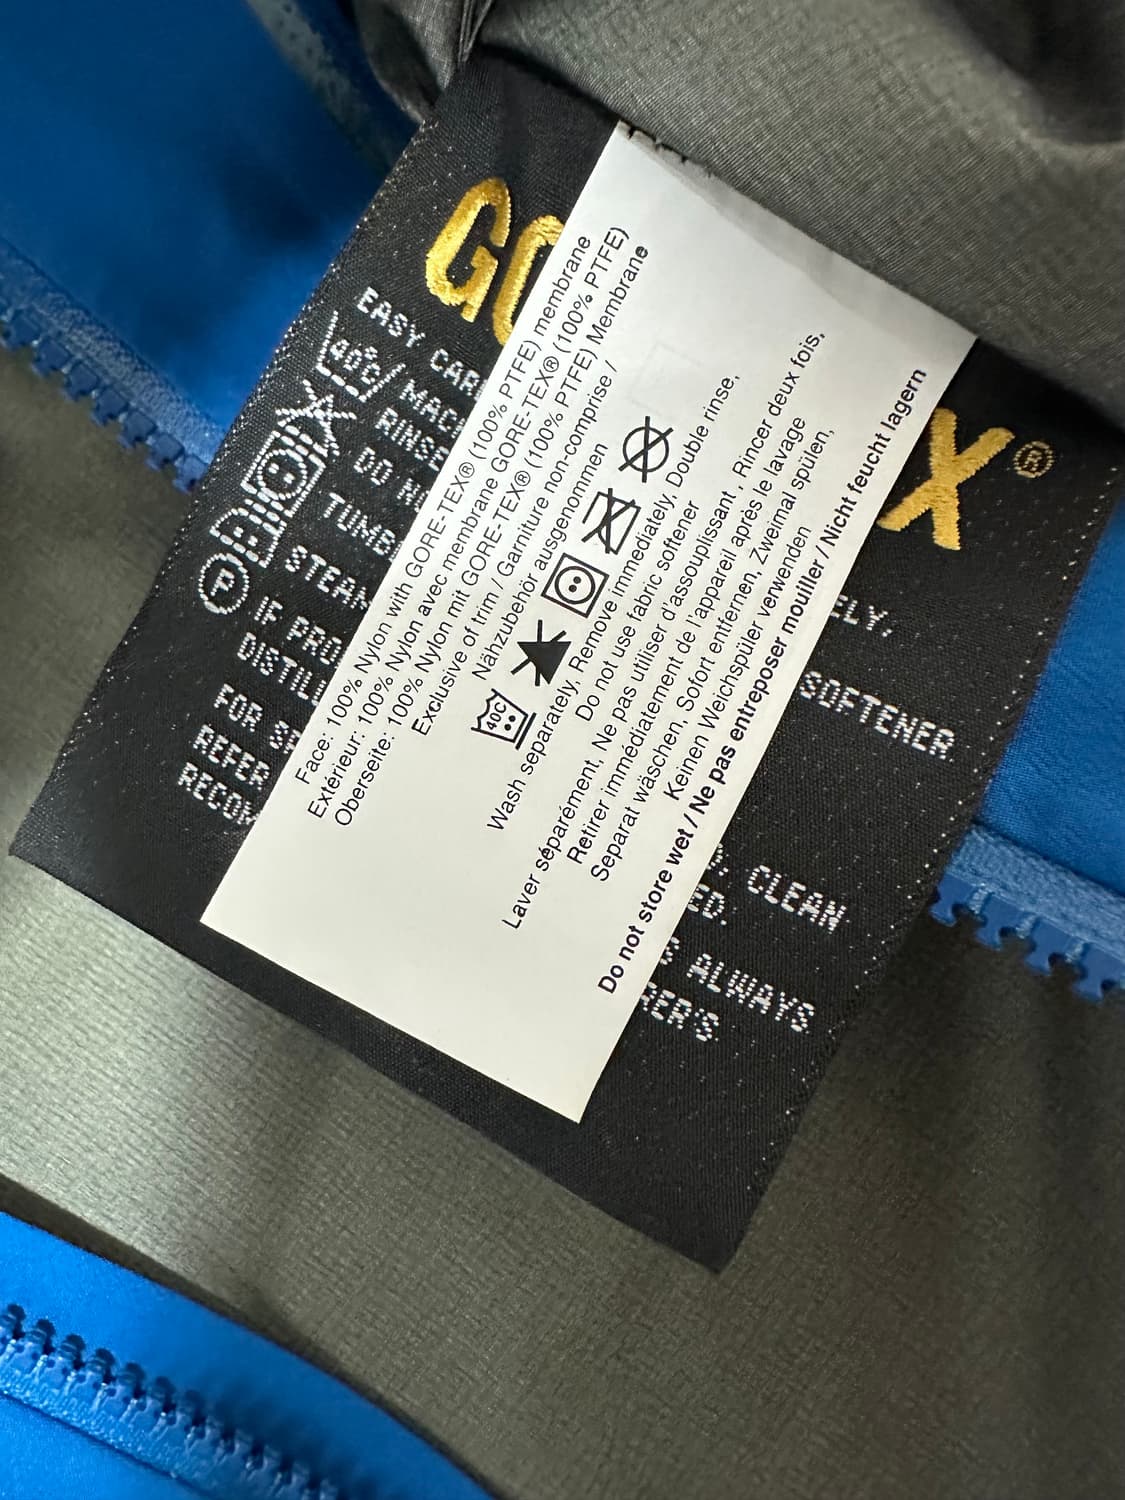 GO X®
EASY CAR
40°C MAC
RINSE
ELY.
DO N
SOFTENER.
TUMB
STEAM
P
IF PRO
CLEAN
DISTIL
ED.
FOR
ALWAYS
REFER
RER'S.
RECOM
Face: 100% Nylon with GORE-TEX® (100% PTFE) membrane
Extérieur: 100% Nylon avec membrane GORE-TEX® (100% PTFE)
Oberseite: 100% Nylon mit GORE-TEX® (100% PTFE) Membrane
Exclusive of trim / Garniture non-comprise /
Nähzubehör ausgenommen
40C
Wash separately, Remove immediately, Double rinse,
Do not use fabric softener
Laver séparément, Ne pas utiliser d'assouplissant , Rincer deux fois,
Retirer immédiatement de l'appareil aprés le lavage
Separat wäschen, Sofort entfernen, Zweimal spülen,
Keinen Weichspüler verwenden
Do not store wet / Ne pas entreposer mouiller / Nicht feucht lagern